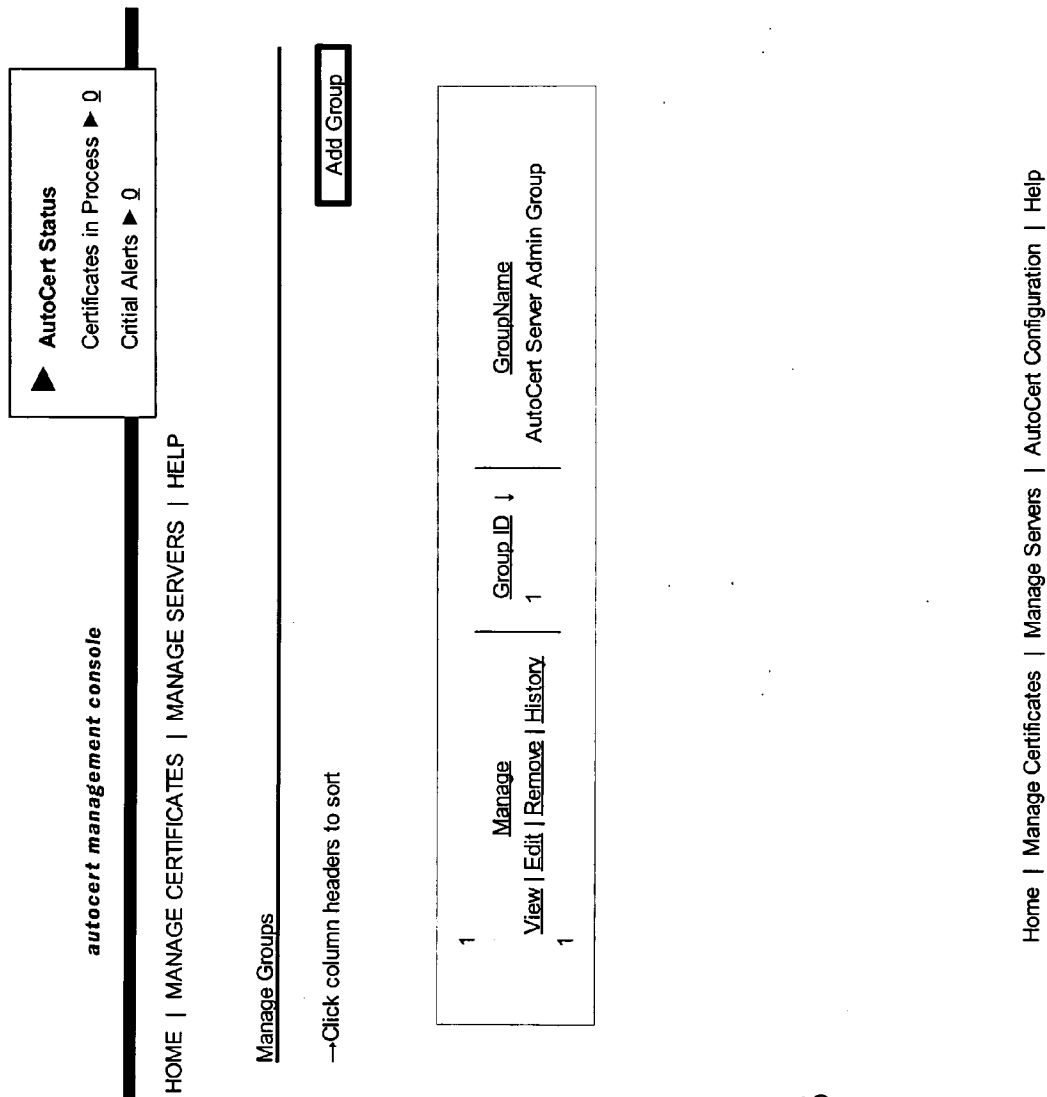 autocert management console
▶ AutoCert Status
Certificates in Process ▶ 0
Critial Alerts ▶ 0
HOME | MANAGE CERTIFICATES | MANAGE SERVERS | HELP
Manage Groups
→Click column headers to sort
Add Group
1
Manage | Group ID ↓ | GroupName
View | Edit | Remove | History | 1 | AutoCert Server Admin Group
1
Home | Manage Certificates | Manage Servers | AutoCert Configuration | Help